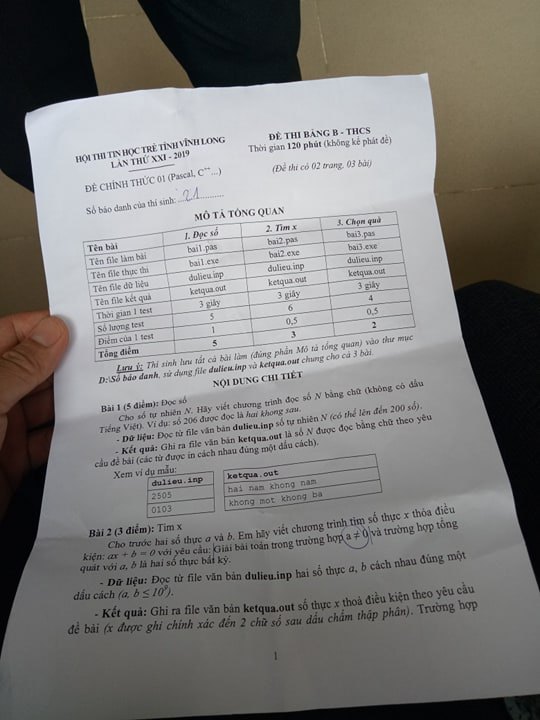 HỘI THI TIN HỌC TRẺ TỈNH VĨNH LONG
LẦN THỨ XXI - 2019
ĐỀ CHÍNH THỨC 01 (Pascal, C++...)
Số báo danh của thí sinh: 21
ĐỀ THI BẢNG B - THCS
Thời gian 120 phút (không kể phát đề)
(Đề thi có 02 trang, 03 bài)
MÔ TẢ TỔNG QUAN
Tên bài 1. Đọc số 2. Tìm x 3. Chọn quà
Tên file làm bài bai1.pas bai2.pas bai3.pas
Tên file thực thi bai1.exe bai2.exe bai3.exe
Tên file dữ liệu dulieu.inp dulieu.inp dulieu.inp
Tên file kết quả ketqua.out ketqua.out ketqua.out
Thời gian 1 test 3 giây 3 giây 3 giây
Số lượng test 5 6 4
Điểm của 1 test 1 0,5 0,5
Tổng điểm 5 3 2
Lưu ý: Thí sinh lưu tất cả bài làm (đúng phần Mô tả tổng quan) vào thư mục
D:\Số báo danh, sử dụng file dulieu.inp và ketqua.out chung cho cả 3 bài.
NỘI DUNG CHI TIẾT
Bài 1 (5 điểm): Đọc số
Cho số tự nhiên N. Hãy viết chương trình đọc số N bằng chữ (không có dấu
Tiếng Việt). Ví dụ: số 206 được đọc là hai khong sau.
- Dữ liệu: Đọc từ file văn bản dulieu.inp số tự nhiên N (có thể lên đến 200 số).
- Kết quả: Ghi ra file văn bản ketqua.out là số N được đọc bằng chữ theo yêu
cầu đề bài (các từ được in cách nhau đúng một dấu cách).
Xem ví dụ mẫu:
dulieu.inp ketqua.out
2505 hai nam khong nam
0103 khong mot khong ba
Bài 2 (3 điểm): Tìm x
Cho trước hai số thực a và b. Em hãy viết chương trình tìm số thực x thỏa điều
kiện: ax + b = 0 với yêu cầu: Giải bài toán trong trường hợp a ≠ 0 và trường hợp tổng
quát với a, b là hai số thực bất kỳ.
- Dữ liệu: Đọc từ file văn bản dulieu.inp hai số thực a, b cách nhau đúng một
dấu cách (a, b ≤ 10⁹).
- Kết quả: Ghi ra file văn bản ketqua.out số thực x thoả điều kiện theo yêu cầu
đề bài (x được ghi chính xác đến 2 chữ số sau dấu chấm thập phân). Trường hợp
1